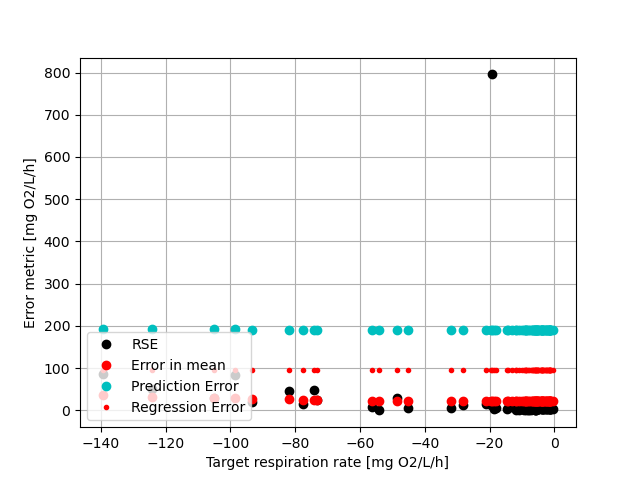 800
700
600
500
400
300
200
100
0
Error metric [mg O2/L/h]
RSE
Error in mean
Prediction Error
Regression Error
−140 −120 −100 −80 −60 −40 −20 0
Target respiration rate [mg O2/L/h]